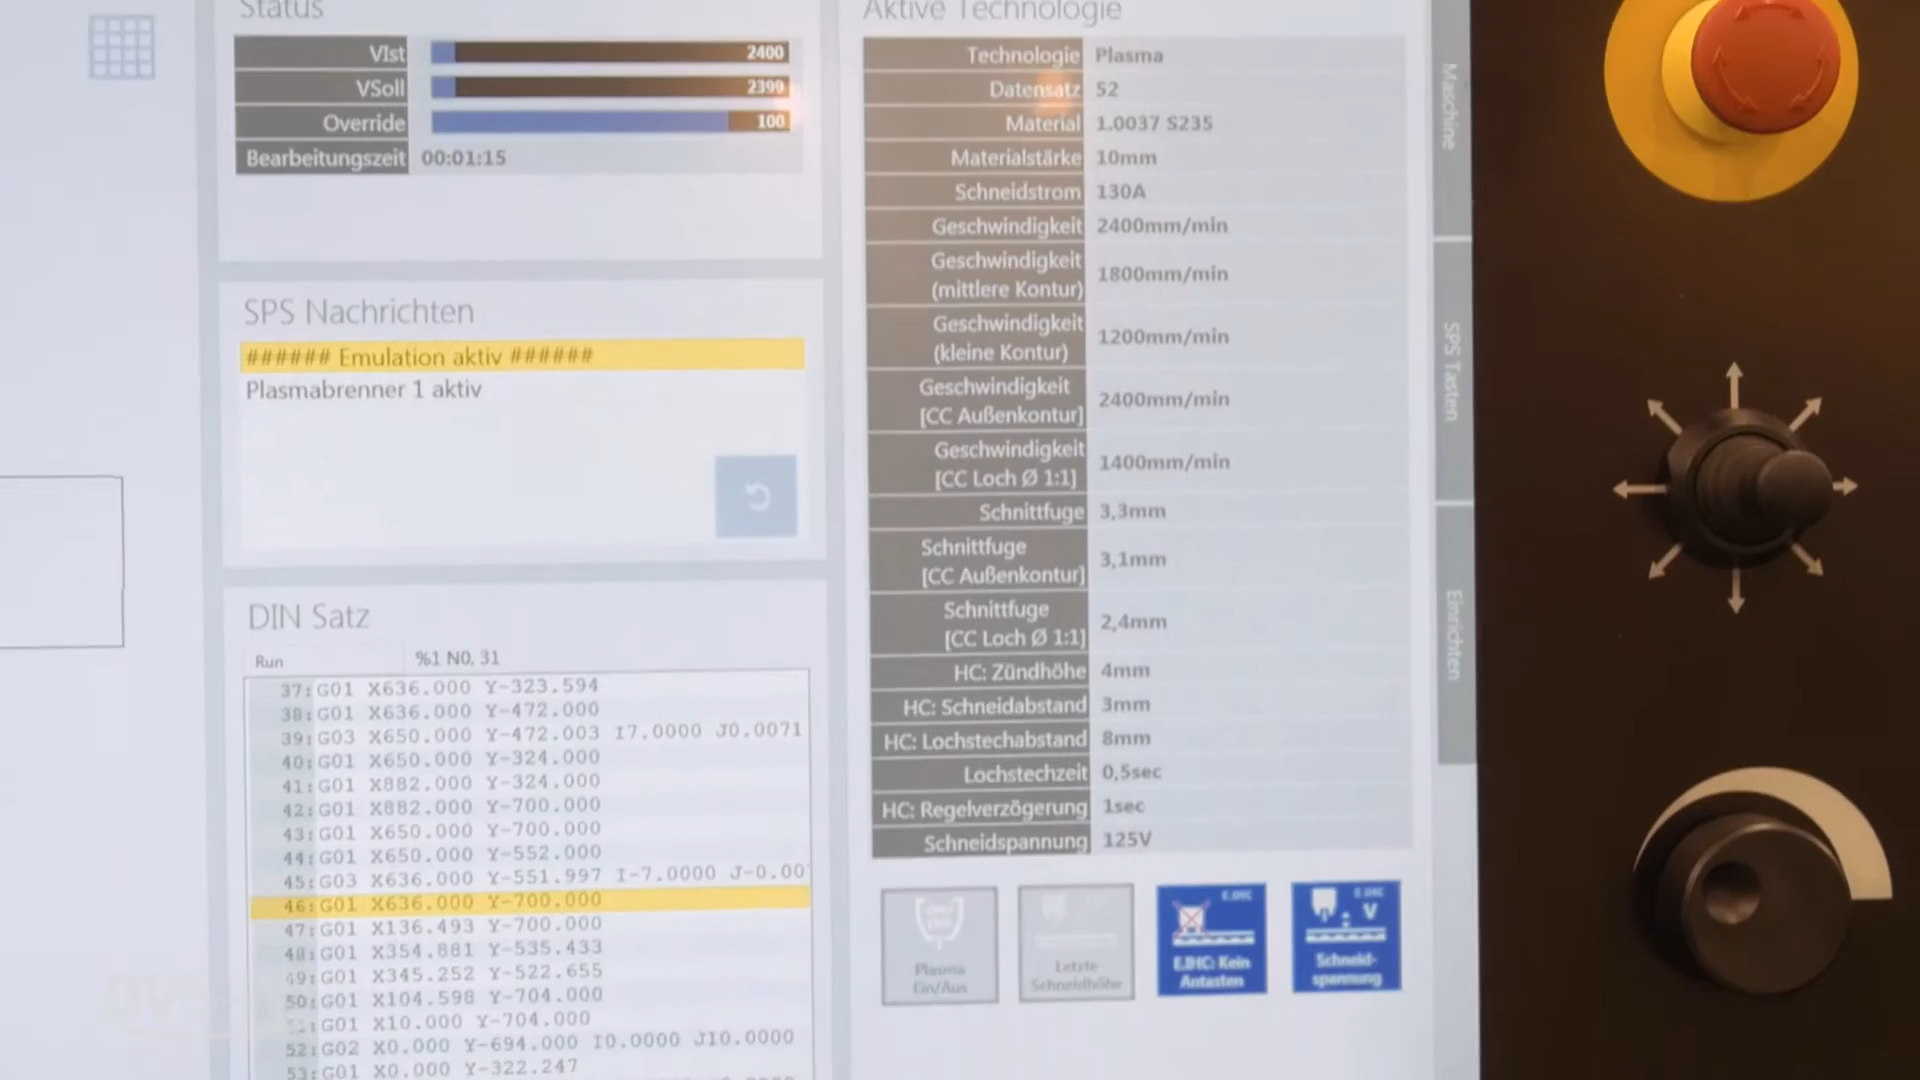 Status
VIst 2400
VSoll 2399
Override 100
Bearbeitungszeit 00:01:15
SPS Nachrichten
###### Emulation aktiv ######
Plasmabrenner 1 aktiv
DIN Satz
Run %1 N0, 31
37:G01 X636.000 Y-323.594
38:G01 X636.000 Y-472.000
39:G03 X650.000 Y-472.003 I7.0000 J0.0071
40:G01 X650.000 Y-324.000
41:G01 X882.000 Y-324.000
42:G01 X882.000 Y-700.000
43:G01 X650.000 Y-700.000
44:G01 X650.000 Y-552.000
45:G03 X636.000 Y-551.997 I-7.0000 J-0.00
46:G01 X636.000 Y-700.000
47:G01 X136.493 Y-700.000
48:G01 X354.881 Y-535.433
49:G01 X345.252 Y-522.655
50:G01 X104.598 Y-704.000
G01 X10.000 Y-704.000
52:G02 X0.000 Y-694.000 I0.0000 J10.0000
53:G01 X0.000 Y-322.247
Aktive Technologie
Technologie Plasma
Datensatz 52
Material 1.0037 S235
Materialstärke 10mm
Schneidstrom 130A
Geschwindigkeit 2400mm/min
Geschwindigkeit
(mittlere Kontur) 1800mm/min
Geschwindigkeit
(kleine Kontur) 1200mm/min
Geschwindigkeit
[CC Außenkontur] 2400mm/min
Geschwindigkeit
[CC Loch Ø 1:1] 1400mm/min
Schnittfuge 3,3mm
Schnittfuge
[CC Außenkontur] 3,1mm
Schnittfuge
[CC Loch Ø 1:1] 2,4mm
HC: Zündhöhe 4mm
HC: Schneidabstand 3mm
HC: Lochstechabstand 8mm
Lochstechzeit 0,5sec
HC: Regelverzögerung 1sec
Schneidspannung 125V
Plasma
Ein/Aus
Letzte
Schneidhöhe
E.IHC: Kein
Antasten
V
Schneid-
spannung
Maschine
SPS Tasten
Einrichten